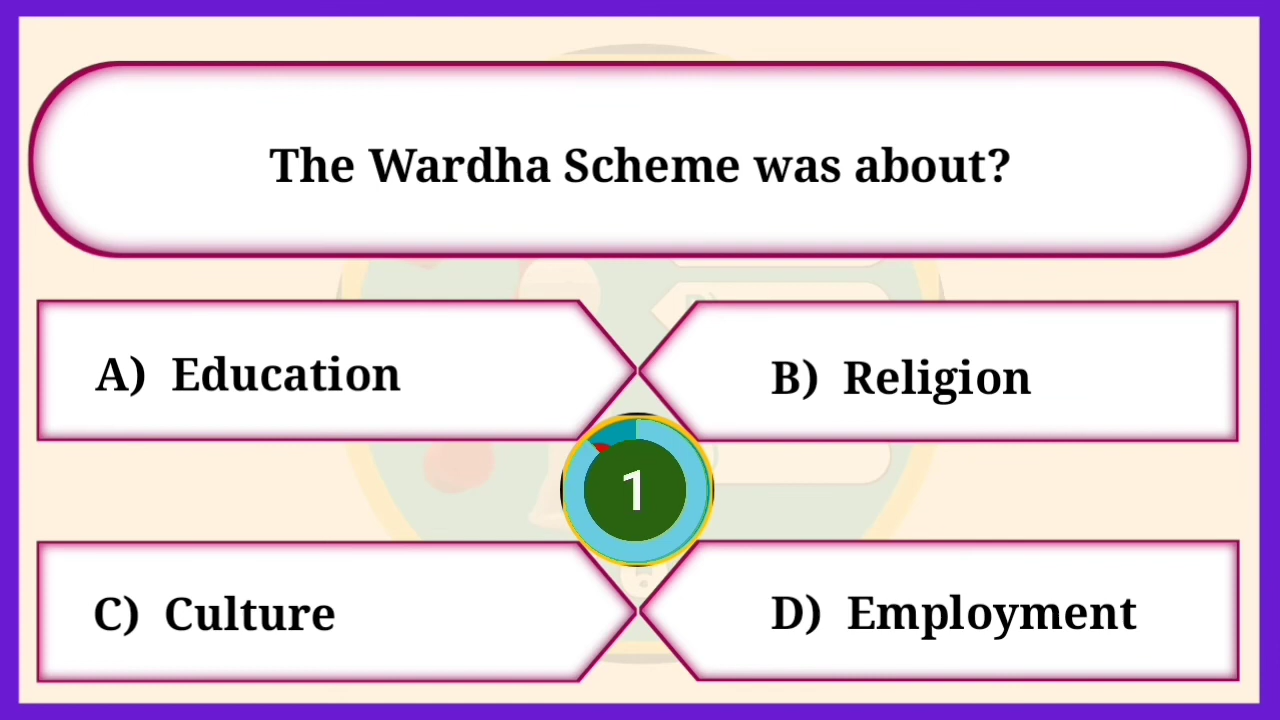 The Wardha Scheme was about?
A) Education
B) Religion
1
C) Culture
D) Employment